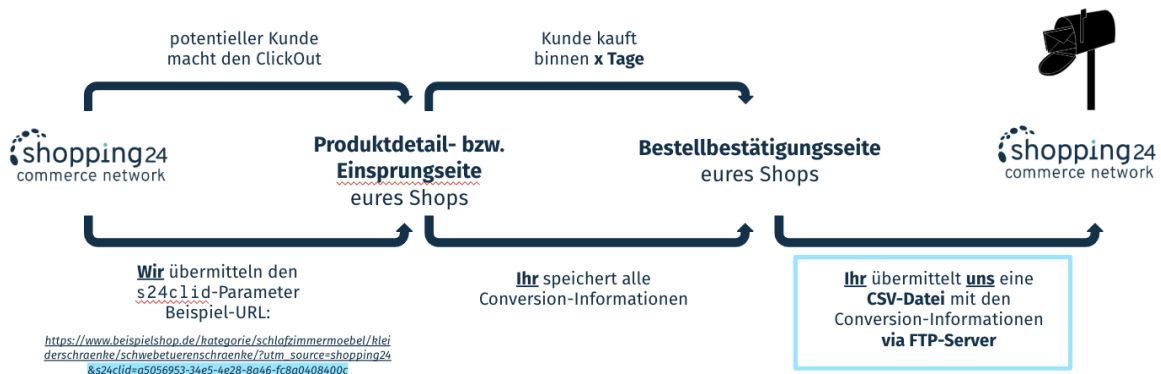 potentieller Kunde
macht den ClickOut
Kunde kauft
binnen x Tage
shopping24
commerce network
Produktdetail- bzw.
Einsprungseite
eures Shops
Bestellbestätigungsseite
eures Shops
shopping24
commerce network
Wir übermitteln den
s24clid-Parameter
Beispiel-URL:
https://www.beispielshop.de/kategorie/schlafzimmermoebel/klei
derschraenke/schwebetuerenschraenke/?utm_source=shopping24
&s24clid=a5056953-34e5-4e28-8a46-fc8a0408400c
Ihr speichert alle
Conversion-Informationen
Ihr übermittelt uns eine
CSV-Datei mit den
Conversion-Informationen
via FTP-Server